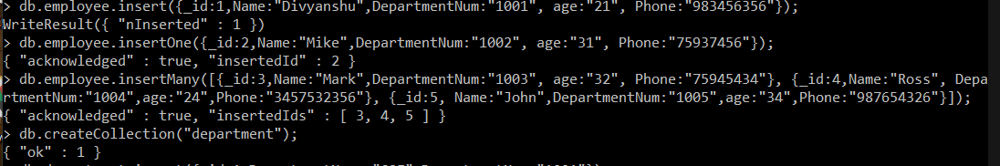 > db.employee.insert({_id:1,Name:"Divyanshu",DepartmentNum:"1001", age:"21", Phone:"983456356"});
WriteResult({ "nInserted" : 1 })
> db.employee.insertOne({_id:2,Name:"Mike",DepartmentNum:"1002", age:"31", Phone:"75937456"});
{ "acknowledged" : true, "insertedId" : 2 }
> db.employee.insertMany([{_id:3,Name:"Mark",DepartmentNum:"1003", age:"32", Phone:"75945434"}, {_id:4,Name:"Ross", Depa
rtmentNum:"1004",age:"24",Phone:"3457532356"}, {_id:5, Name:"John",DepartmentNum:"1005",age:"34",Phone:"987654326"}]);
{ "acknowledged" : true, "insertedIds" : [ 3, 4, 5 ] }
> db.createCollection("department");
{ "ok" : 1 }